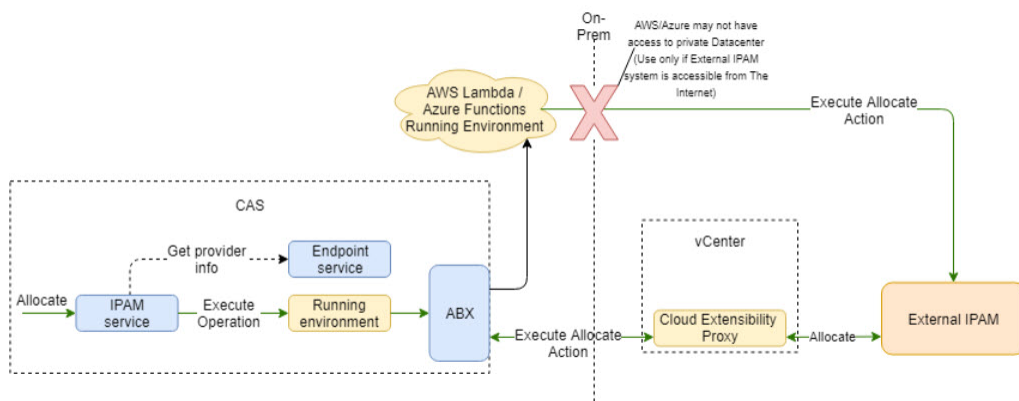 On-
Prem
AWS/Azure may not have
access to private Datacenter
(Use only if External IPAM
system is accessible from The
Internet)
AWS Lambda /
Azure Functions
Running Environment
Execute Allocate
Action
CAS
Get provider
info
Endpoint
service
Allocate
IPAM
service
Execute
Operation
Running
environment
ABX
Execute Allocate
Action
vCenter
Cloud Extensibility
Proxy
Allocate
External IPAM